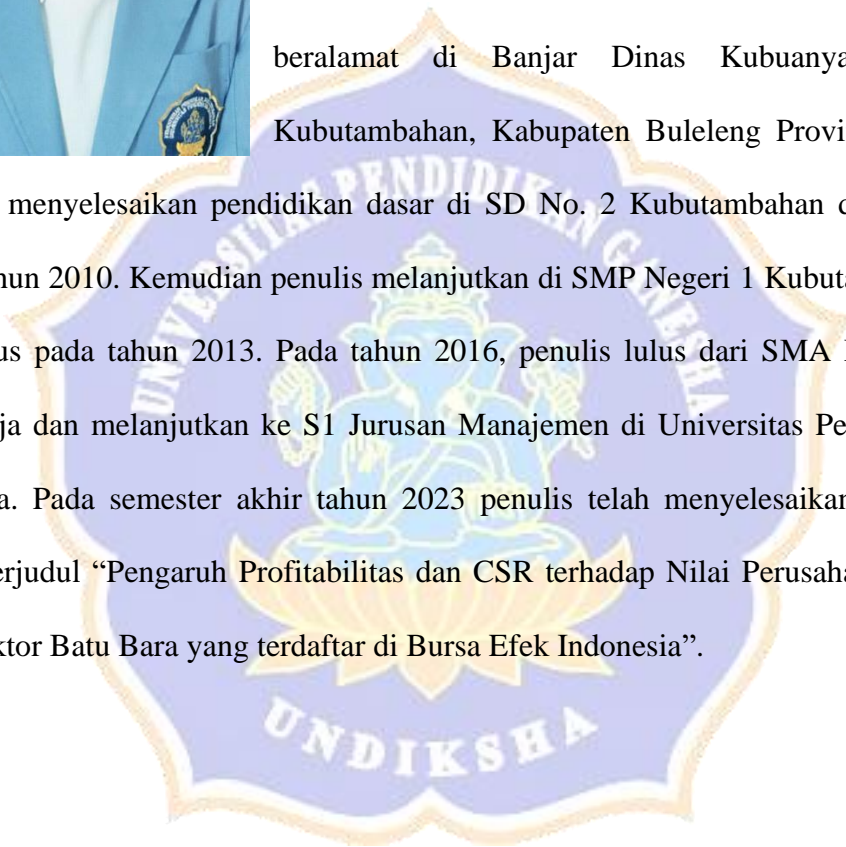 beralamat di Banjar Dinas Kubuanya
Kubutambahan, Kabupaten Buleleng Provi
menyelesaikan pendidikan dasar di SD No. 2 Kubutambahan d
hun 2010. Kemudian penulis melanjutkan di SMP Negeri 1 Kubuta
us pada tahun 2013. Pada tahun 2016, penulis lulus dari SMA
ja dan melanjutkan ke S1 Jurusan Manajemen di Universitas Pe
a. Pada semester akhir tahun 2023 penulis telah menyelesaikan
erjudul “Pengaruh Profitabilitas dan CSR terhadap Nilai Perusaha
ktor Batu Bara yang terdaftar di Bursa Efek Indonesia”.
UNIVERSITAS PENDIDIKAN GANESHA
UNDIKSHA